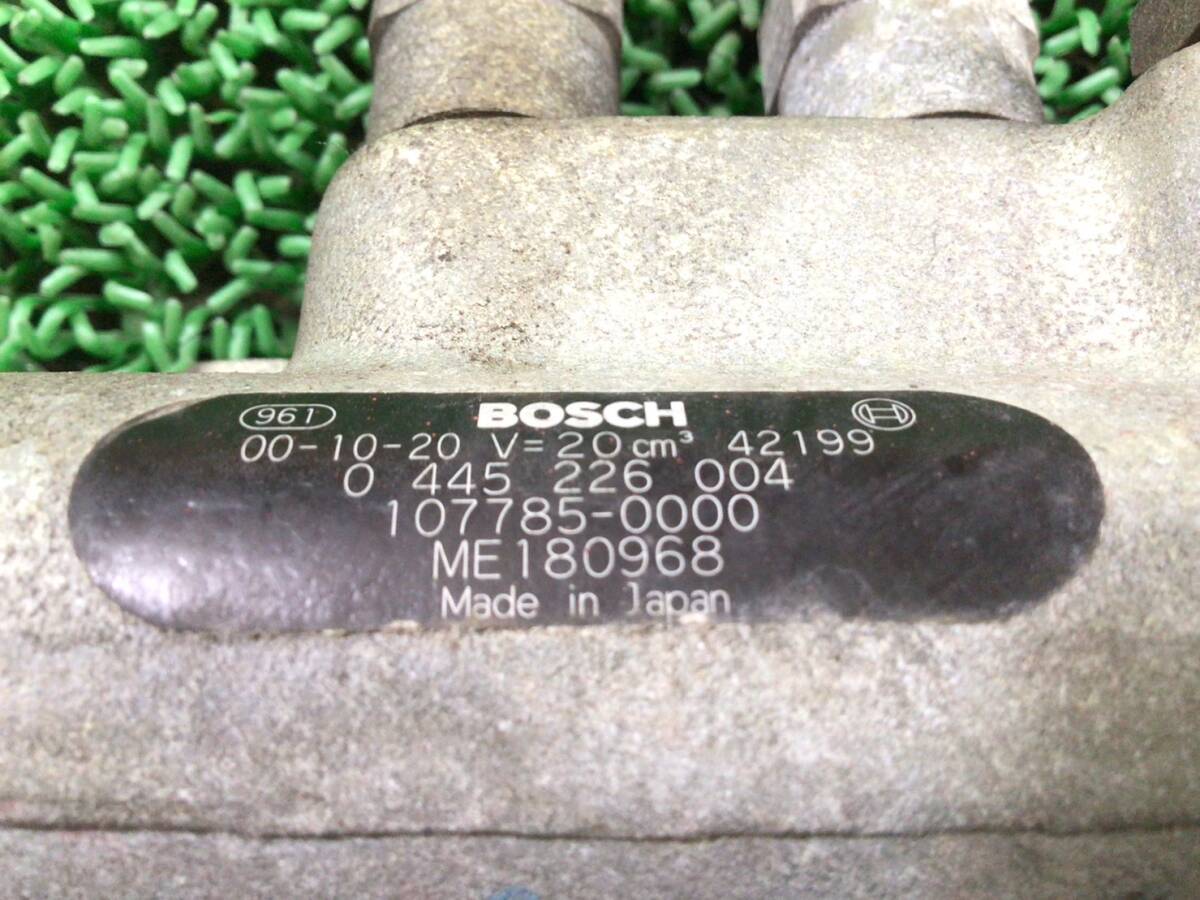 961 BOSCH
00-10-20 V=20cm³ 42199
0 445 226 004
107785-0000
ME180968
Made in Japan